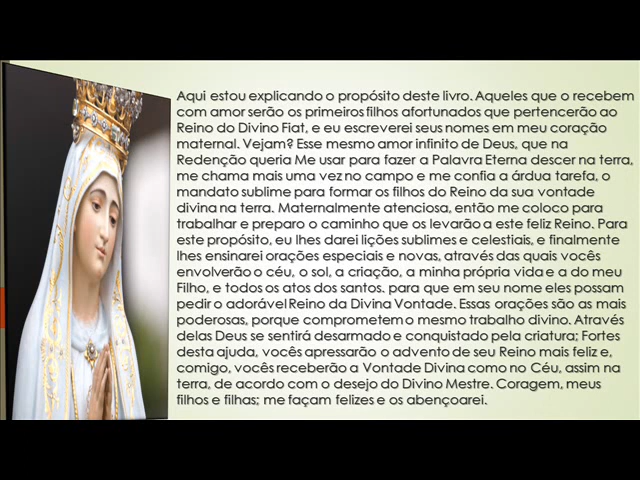 Aqui estou explicando o propósito deste livro. Aqueles que o recebem
com amor serão os primeiros filhos afortunados que pertencerão ao
Reino do Divino Fiat, e eu escreverei seus nomes em meu coração
maternal. Vejam? Esse mesmo amor infinito de Deus, que na
Redenção queria Me usar para fazer a Palavra Eterna descer na terra,
me chama mais uma vez no campo e me confia a árdua tarefa, o
mandato sublime para formar os filhos do Reino da sua vontade
divina na terra. Maternalmente atenciosa, então me coloco para
trabalhar e preparo o caminho que os levarão a este feliz Reino. Para
este propósito, eu lhes darei lições sublimes e celestiais, e finalmente
lhes ensinarei orações especiais e novas, através das quais vocês
envolverão o céu, o sol, a criação, a minha própria vida e a do meu
Filho, e todos os atos dos santos. para que em seu nome eles possam
pedir o adorável Reino da Divina Vontade. Essas orações são as mais
poderosas, porque comprometem o mesmo trabalho divino. Através
delas Deus se sentirá desarmado e conquistado pela criatura; Fortes
desta ajuda, vocês apressarão o advento de seu Reino mais feliz e,
comigo, vocês receberão a Vontade Divina como no Céu, assim na
terra, de acordo com o desejo do Divino Mestre. Coragem, meus
filhos e filhas; me façam felizes e os abençoarei.